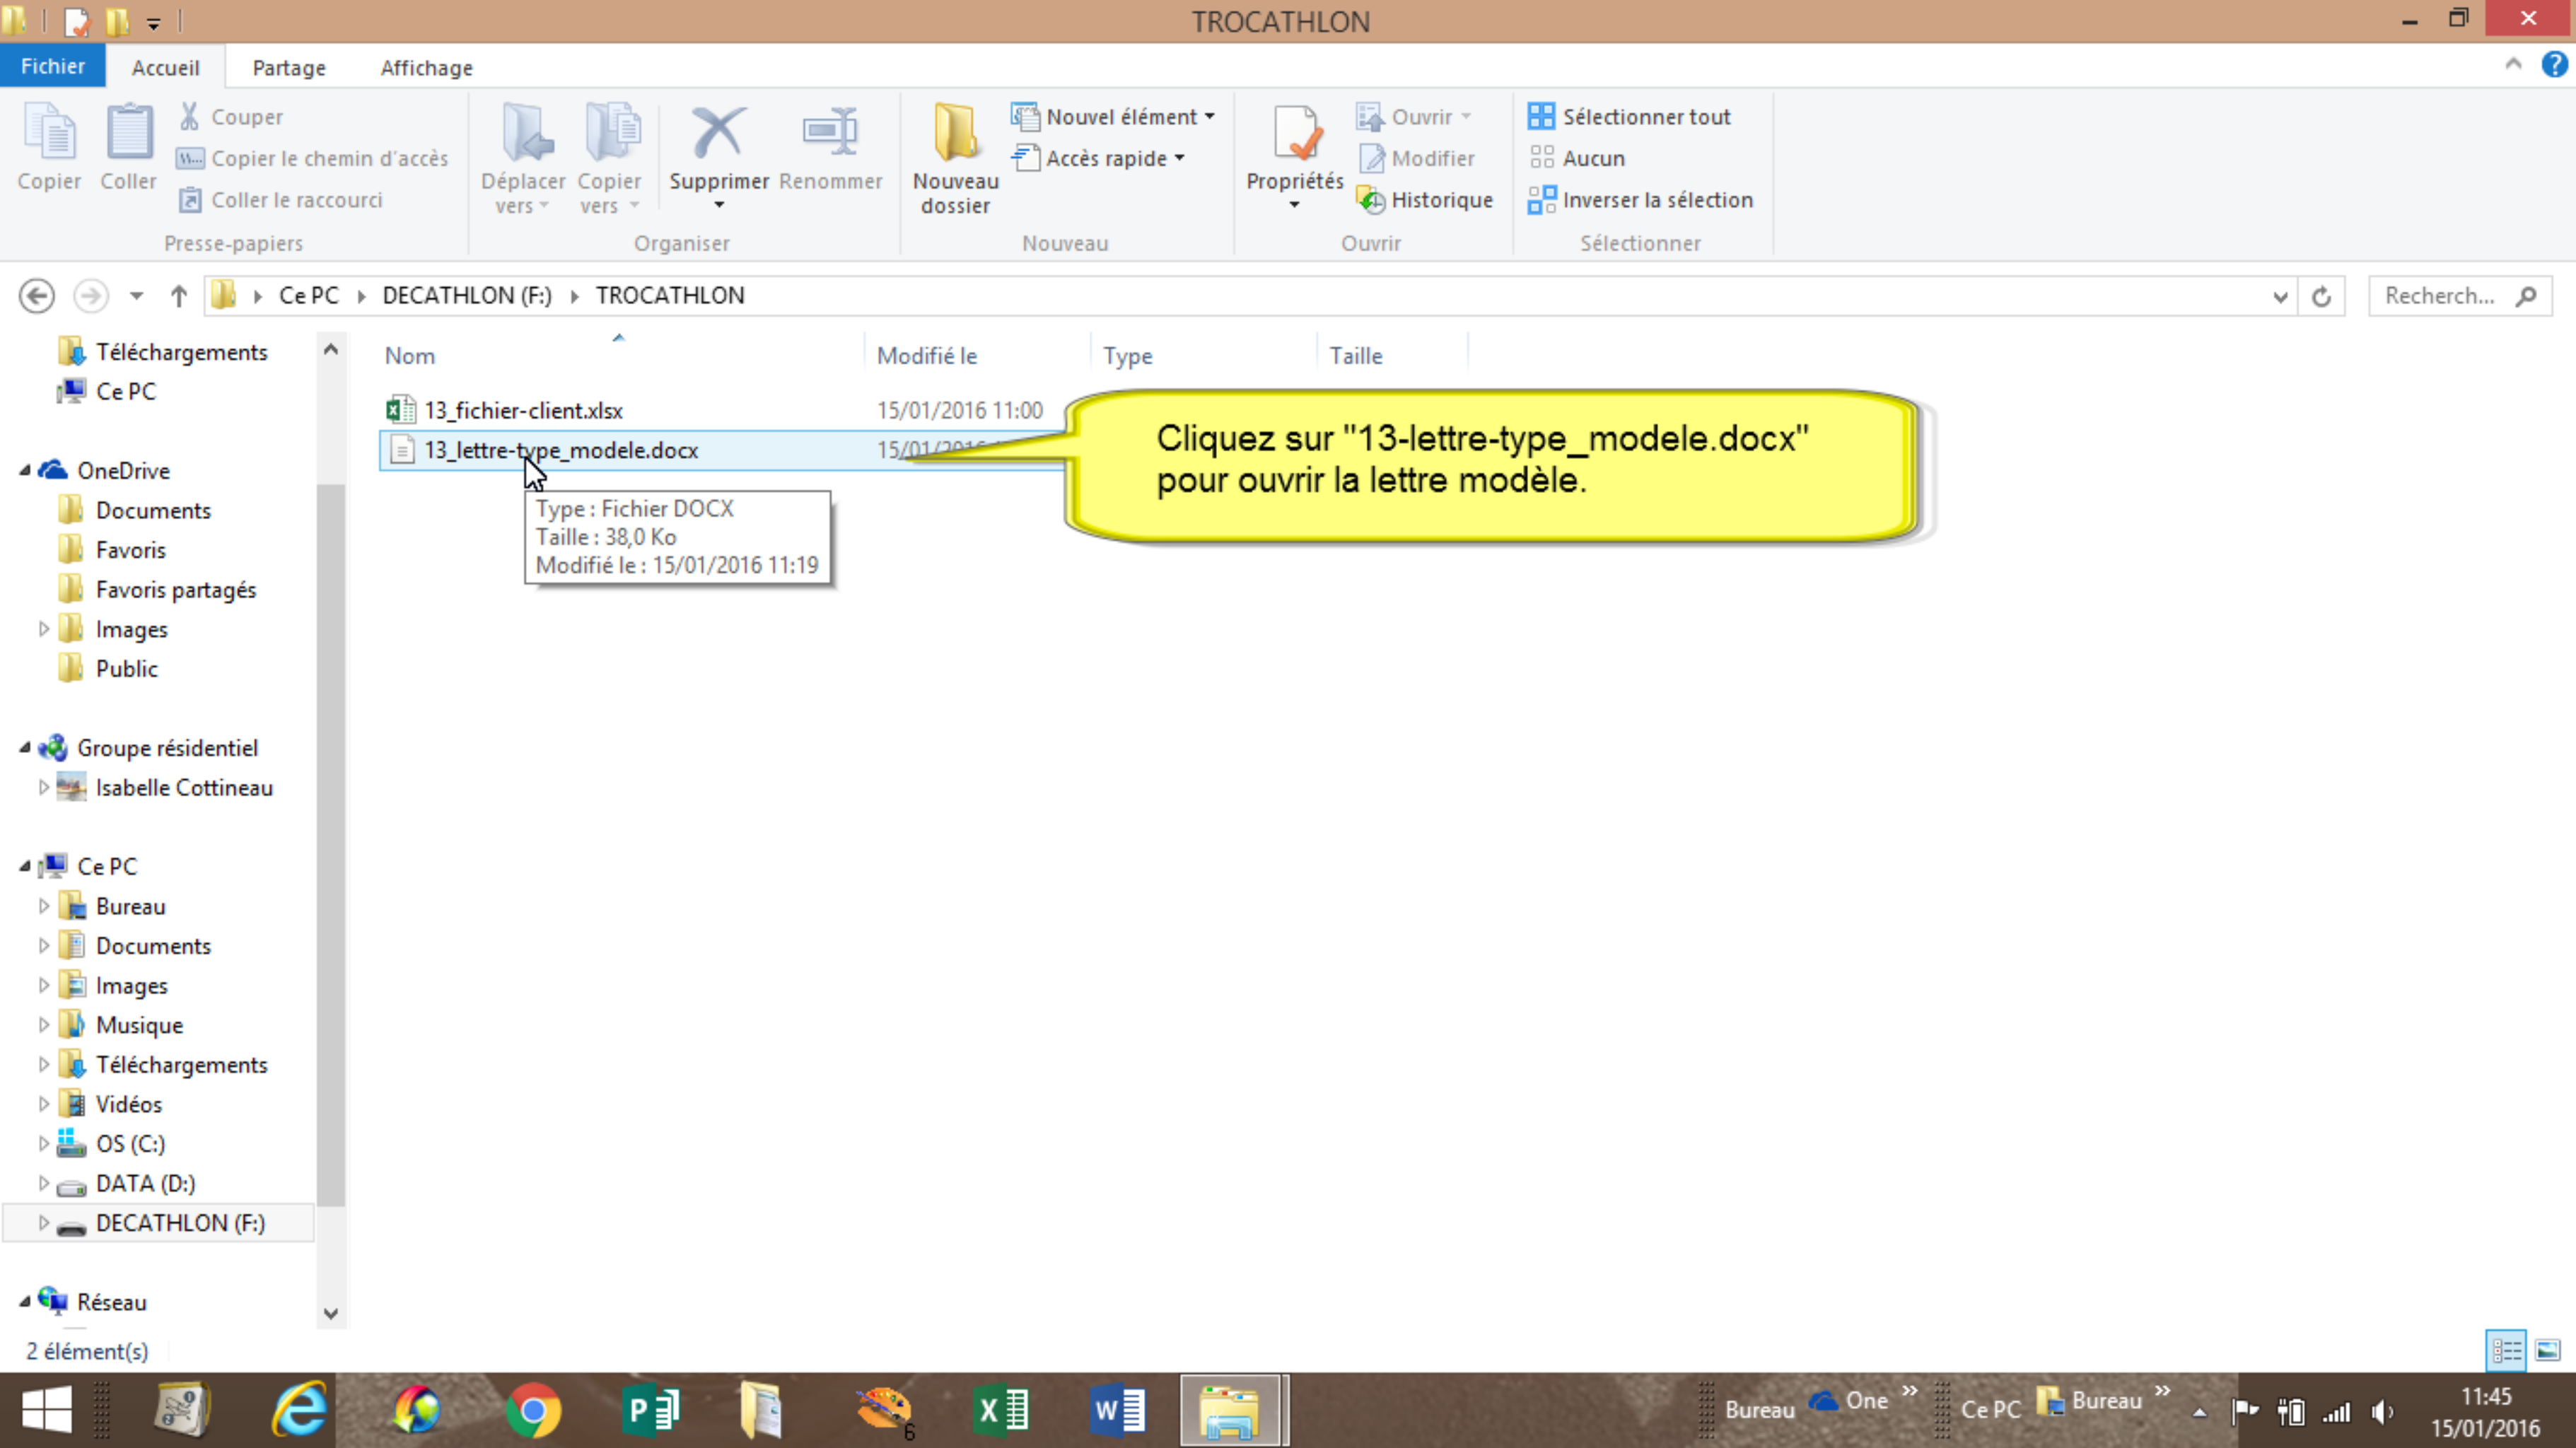 TROCATHLON
Fichier Accueil Partage Affichage
Copier Coller Couper
Copier le chemin d'accès
Coller le raccourci
Presse-papiers
Déplacer vers Copier vers Supprimer Renommer
Organiser
Nouveau dossier Nouvel élément
Accès rapide
Nouveau
Propriétés Ouvrir
Modifier
Historique
Ouvrir
Sélectionner tout
Aucun
Inverser la sélection
Sélectionner
Ce PC DECATHLON (F:) TROCATHLON
Recherch...
Téléchargements
Ce PC
OneDrive
Documents
Favoris
Favoris partagés
Images
Public
Groupe résidentiel
Isabelle Cottineau
Ce PC
Bureau
Documents
Images
Musique
Téléchargements
Vidéos
OS (C:)
DATA (D:)
DECATHLON (F:)
Réseau
Nom Modifié le Type Taille
13_fichier-client.xlsx 15/01/2016 11:00
13_lettre-type_modele.docx 15/01/2016
Type : Fichier DOCX
Taille : 38,0 Ko
Modifié le : 15/01/2016 11:19
Cliquez sur "13-lettre-type_modele.docx"
pour ouvrir la lettre modèle.
2 élément(s)
6
Bureau One » Ce PC Bureau »
11:45
15/01/2016